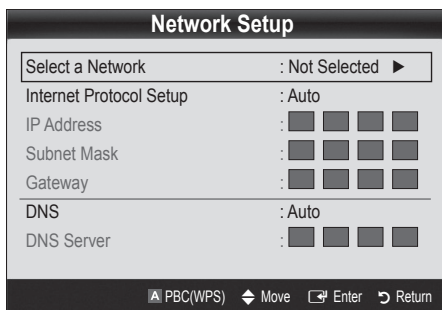 Network Setup
Select a Network : Not Selected ►
Internet Protocol Setup : Auto
IP Address :
Subnet Mask :
Gateway :
DNS : Auto
DNS Server :
A PBC(WPS) Move Enter Return